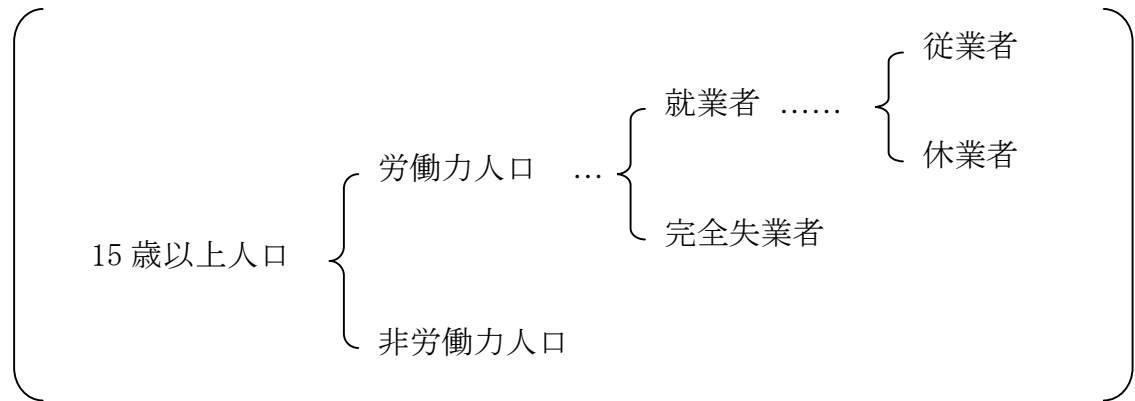 従業者
就業者 ……
休業者
労働力人口 …
完全失業者
15 歳以上人口
非労働力人口